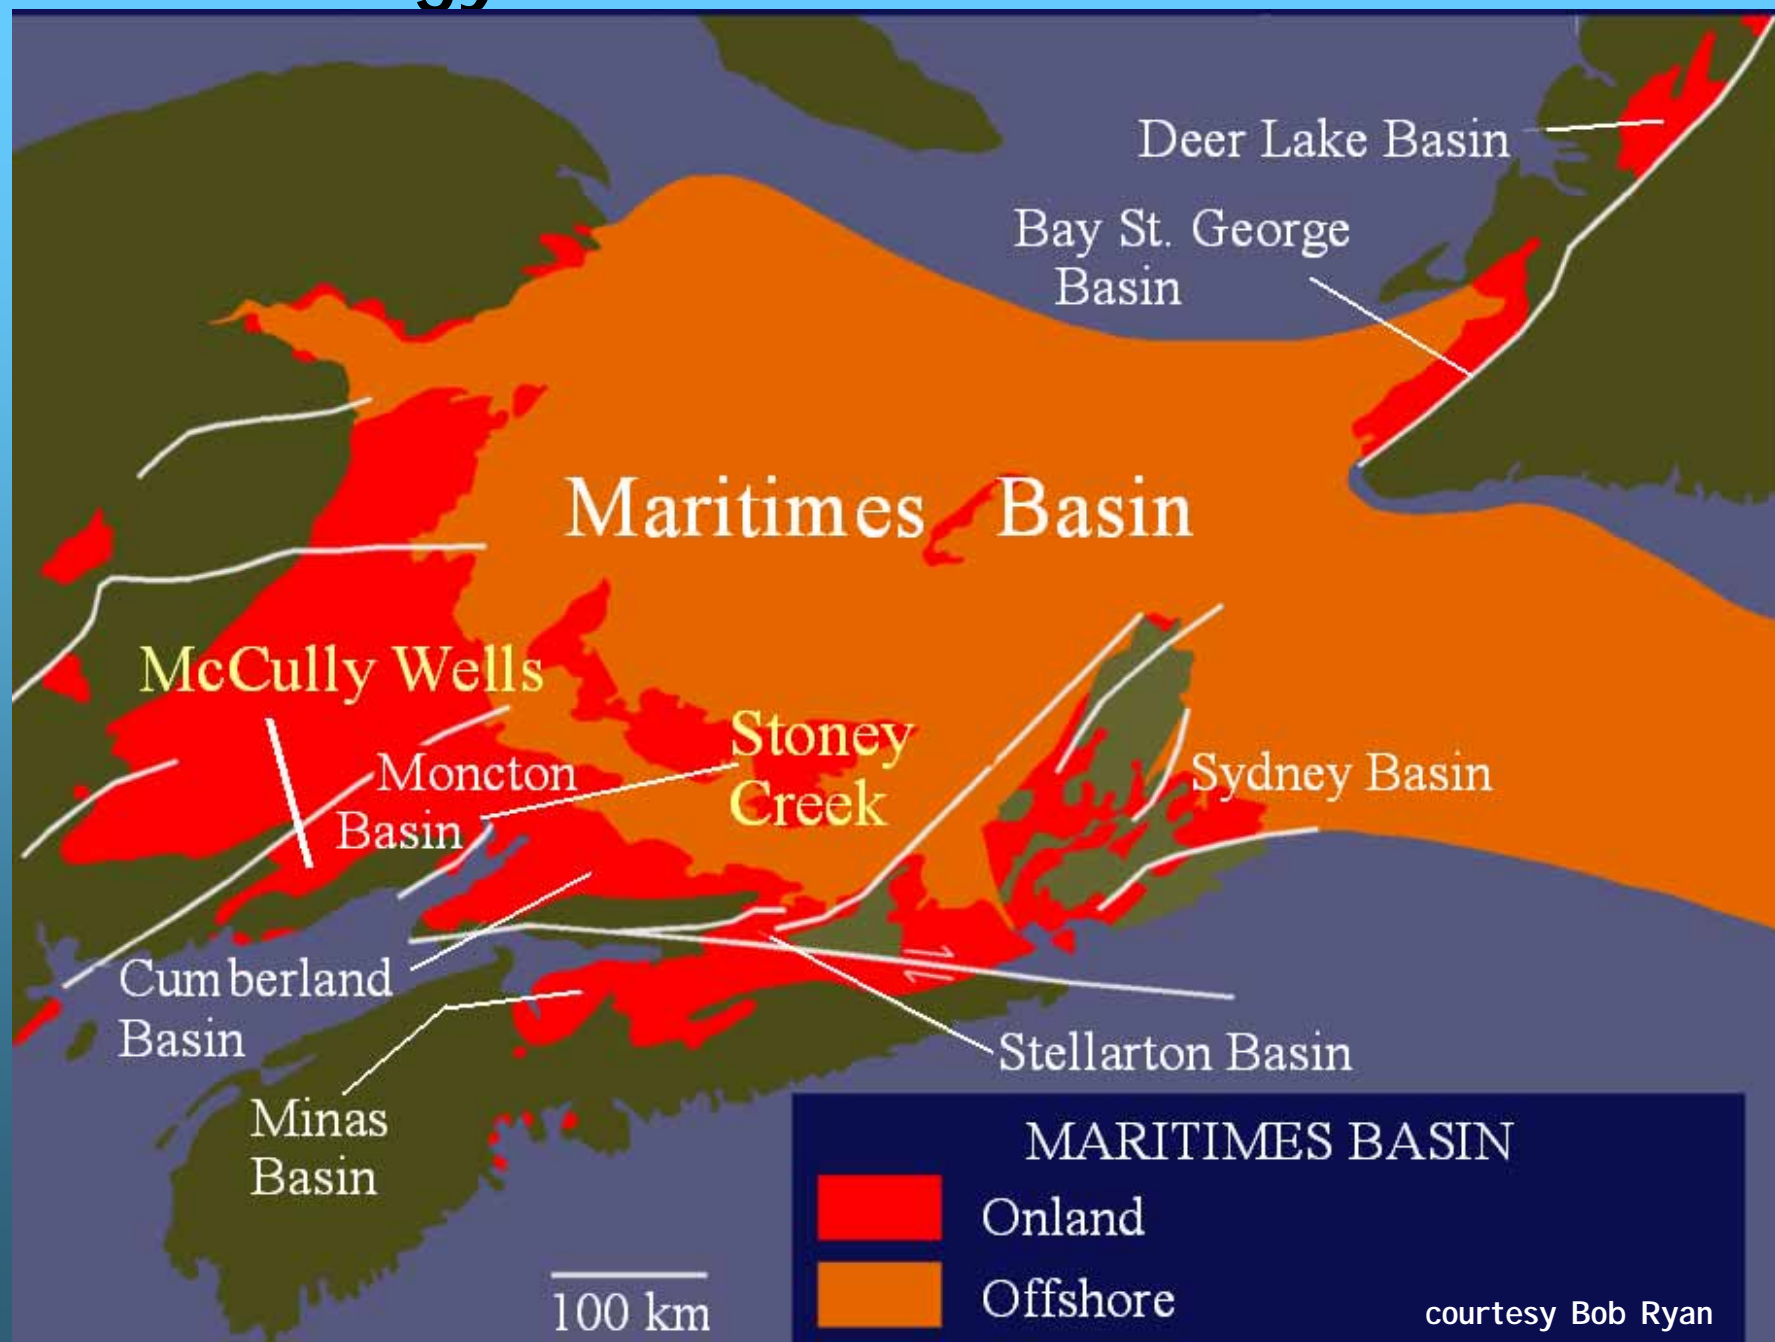 Deer Lake Basin
Bay St. George
Basin
Maritimes Basin
McCully Wells
Stoney
Creek
Moncton
Basin
Sydney Basin
Cumberland
Basin
Stellarton Basin
Minas
Basin
MARITIMES BASIN
Onland
Offshore
100 km
courtesy Bob Ryan